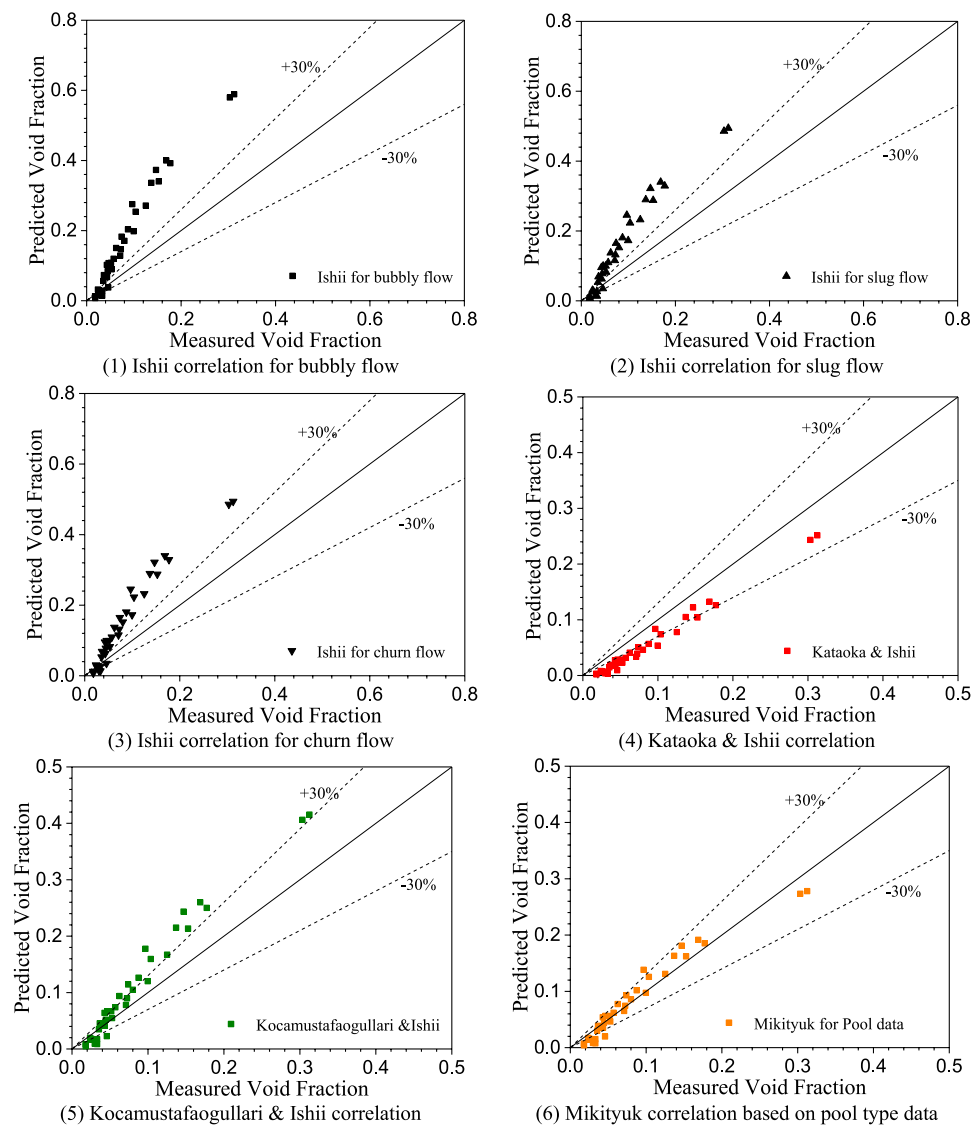 0.8
0.6
0.4
0.2
0.0
0.0 0.2 0.4 0.6 0.8
Predicted Void Fraction
Measured Void Fraction
+30%
-30%
Ishii for bubbly flow
(1) Ishii correlation for bubbly flow
0.8
0.6
0.4
0.2
0.0
0.0 0.2 0.4 0.6 0.8
Predicted Void Fraction
Measured Void Fraction
+30%
-30%
Ishii for slug flow
(2) Ishii correlation for slug flow
0.8
0.6
0.4
0.2
0.0
0.0 0.2 0.4 0.6 0.8
Predicted Void Fraction
Measured Void Fraction
+30%
-30%
Ishii for churn flow
(3) Ishii correlation for churn flow
0.5
0.4
0.3
0.2
0.1
0.0
0.0 0.1 0.2 0.3 0.4 0.5
Predicted Void Fraction
Measured Void Fraction
+30%
-30%
Kataoka & Ishii
(4) Kataoka & Ishii correlation
0.5
0.4
0.3
0.2
0.1
0.0
0.0 0.1 0.2 0.3 0.4 0.5
Predicted Void Fraction
Measured Void Fraction
+30%
-30%
Kocamustafaogullari &Ishii
(5) Kocamustafaogullari & Ishii correlation
0.5
0.4
0.3
0.2
0.1
0.0
0.0 0.1 0.2 0.3 0.4 0.5
Predicted Void Fraction
Measured Void Fraction
+30%
-30%
Mikityuk for Pool data
(6) Mikityuk correlation based on pool type data